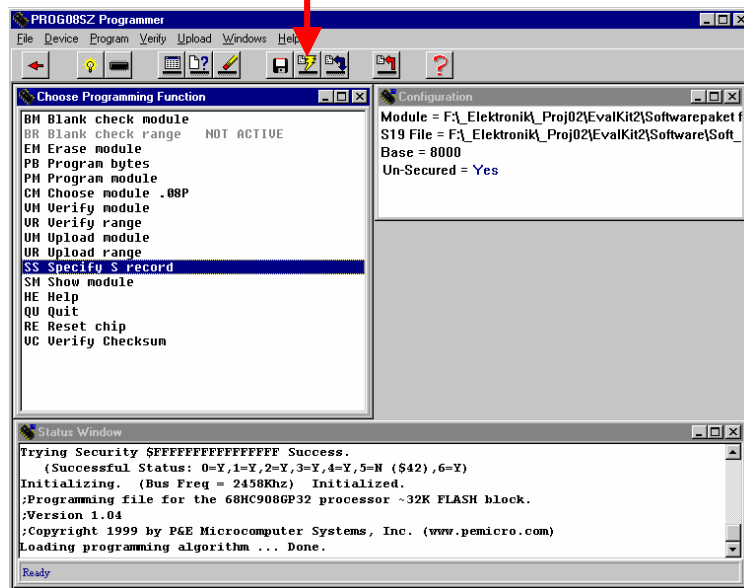 PROG08SZ Programmer
File Device Program Verify Upload Windows Help
Choose Programming Function
BM Blank check module
BR Blank check range NOT ACTIVE
EM Erase module
PB Program bytes
PM Program module
CM Choose module .08P
VM Verify module
VR Verify range
UM Upload module
UR Upload range
SS Specify S record
SM Show module
HE Help
QU Quit
RE Reset chip
VC Verify Checksum
Configuration
Module = F:\_Elektronik\_Proj02\EvalKit2\Softwarepaket f
S19 File = F:\_Elektronik\_Proj02\EvalKit2\Software\Soft_
Base = 8000
Un-Secured = Yes
Status Window
Trying Security $FFFFFFFFFFFFFFFF Success.
(Successful Status: 0=Y,1=Y,2=Y,3=Y,4=Y,5=N ($42),6=Y)
Initializing. (Bus Freq = 2458Khz) Initialized.
;Programming file for the 68HC908GP32 processor ~32K FLASH block.
;Version 1.04
;Copyright 1999 by P&E Microcomputer Systems, Inc. (www.pemicro.com)
Loading programming algorithm ... Done.
Ready